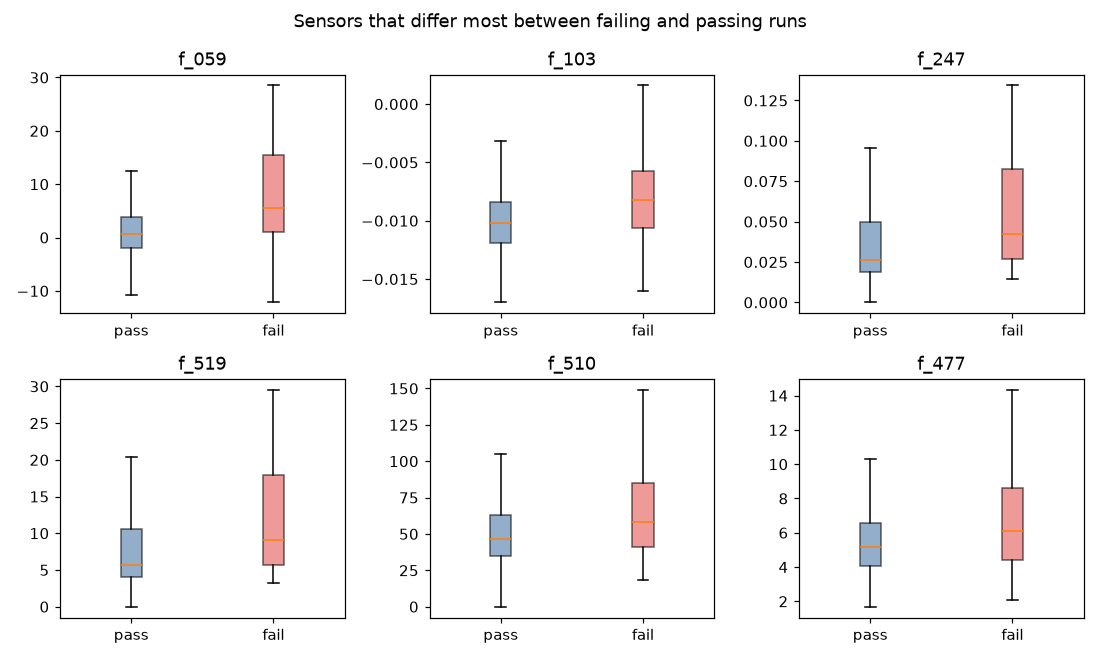 Sensors that differ most between failing and passing runs
f_059
f_103
f_247
30
20
10
0
−10
0.000
−0.005
−0.010
−0.015
0.125
0.100
0.075
0.050
0.025
0.000
pass
fail
pass
fail
pass
fail
f_519
f_510
f_477
30
25
20
15
10
5
0
150
125
100
75
50
25
0
14
12
10
8
6
4
2
pass
fail
pass
fail
pass
fail